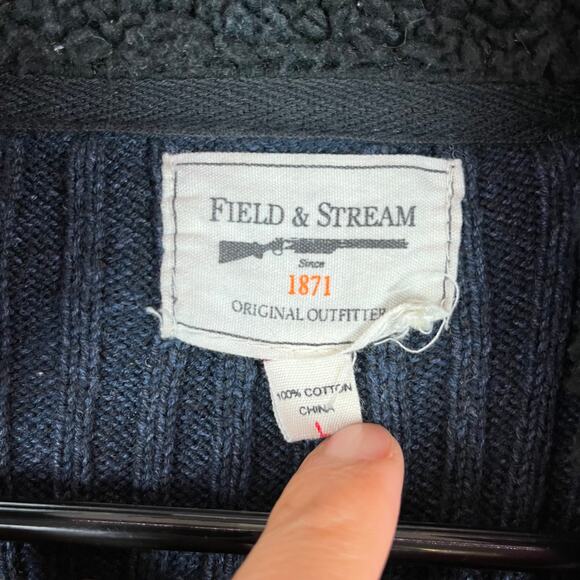 FIELD & STREAM
Since
1871
ORIGINAL OUTFITTER
100% COTTON
CHINA
L